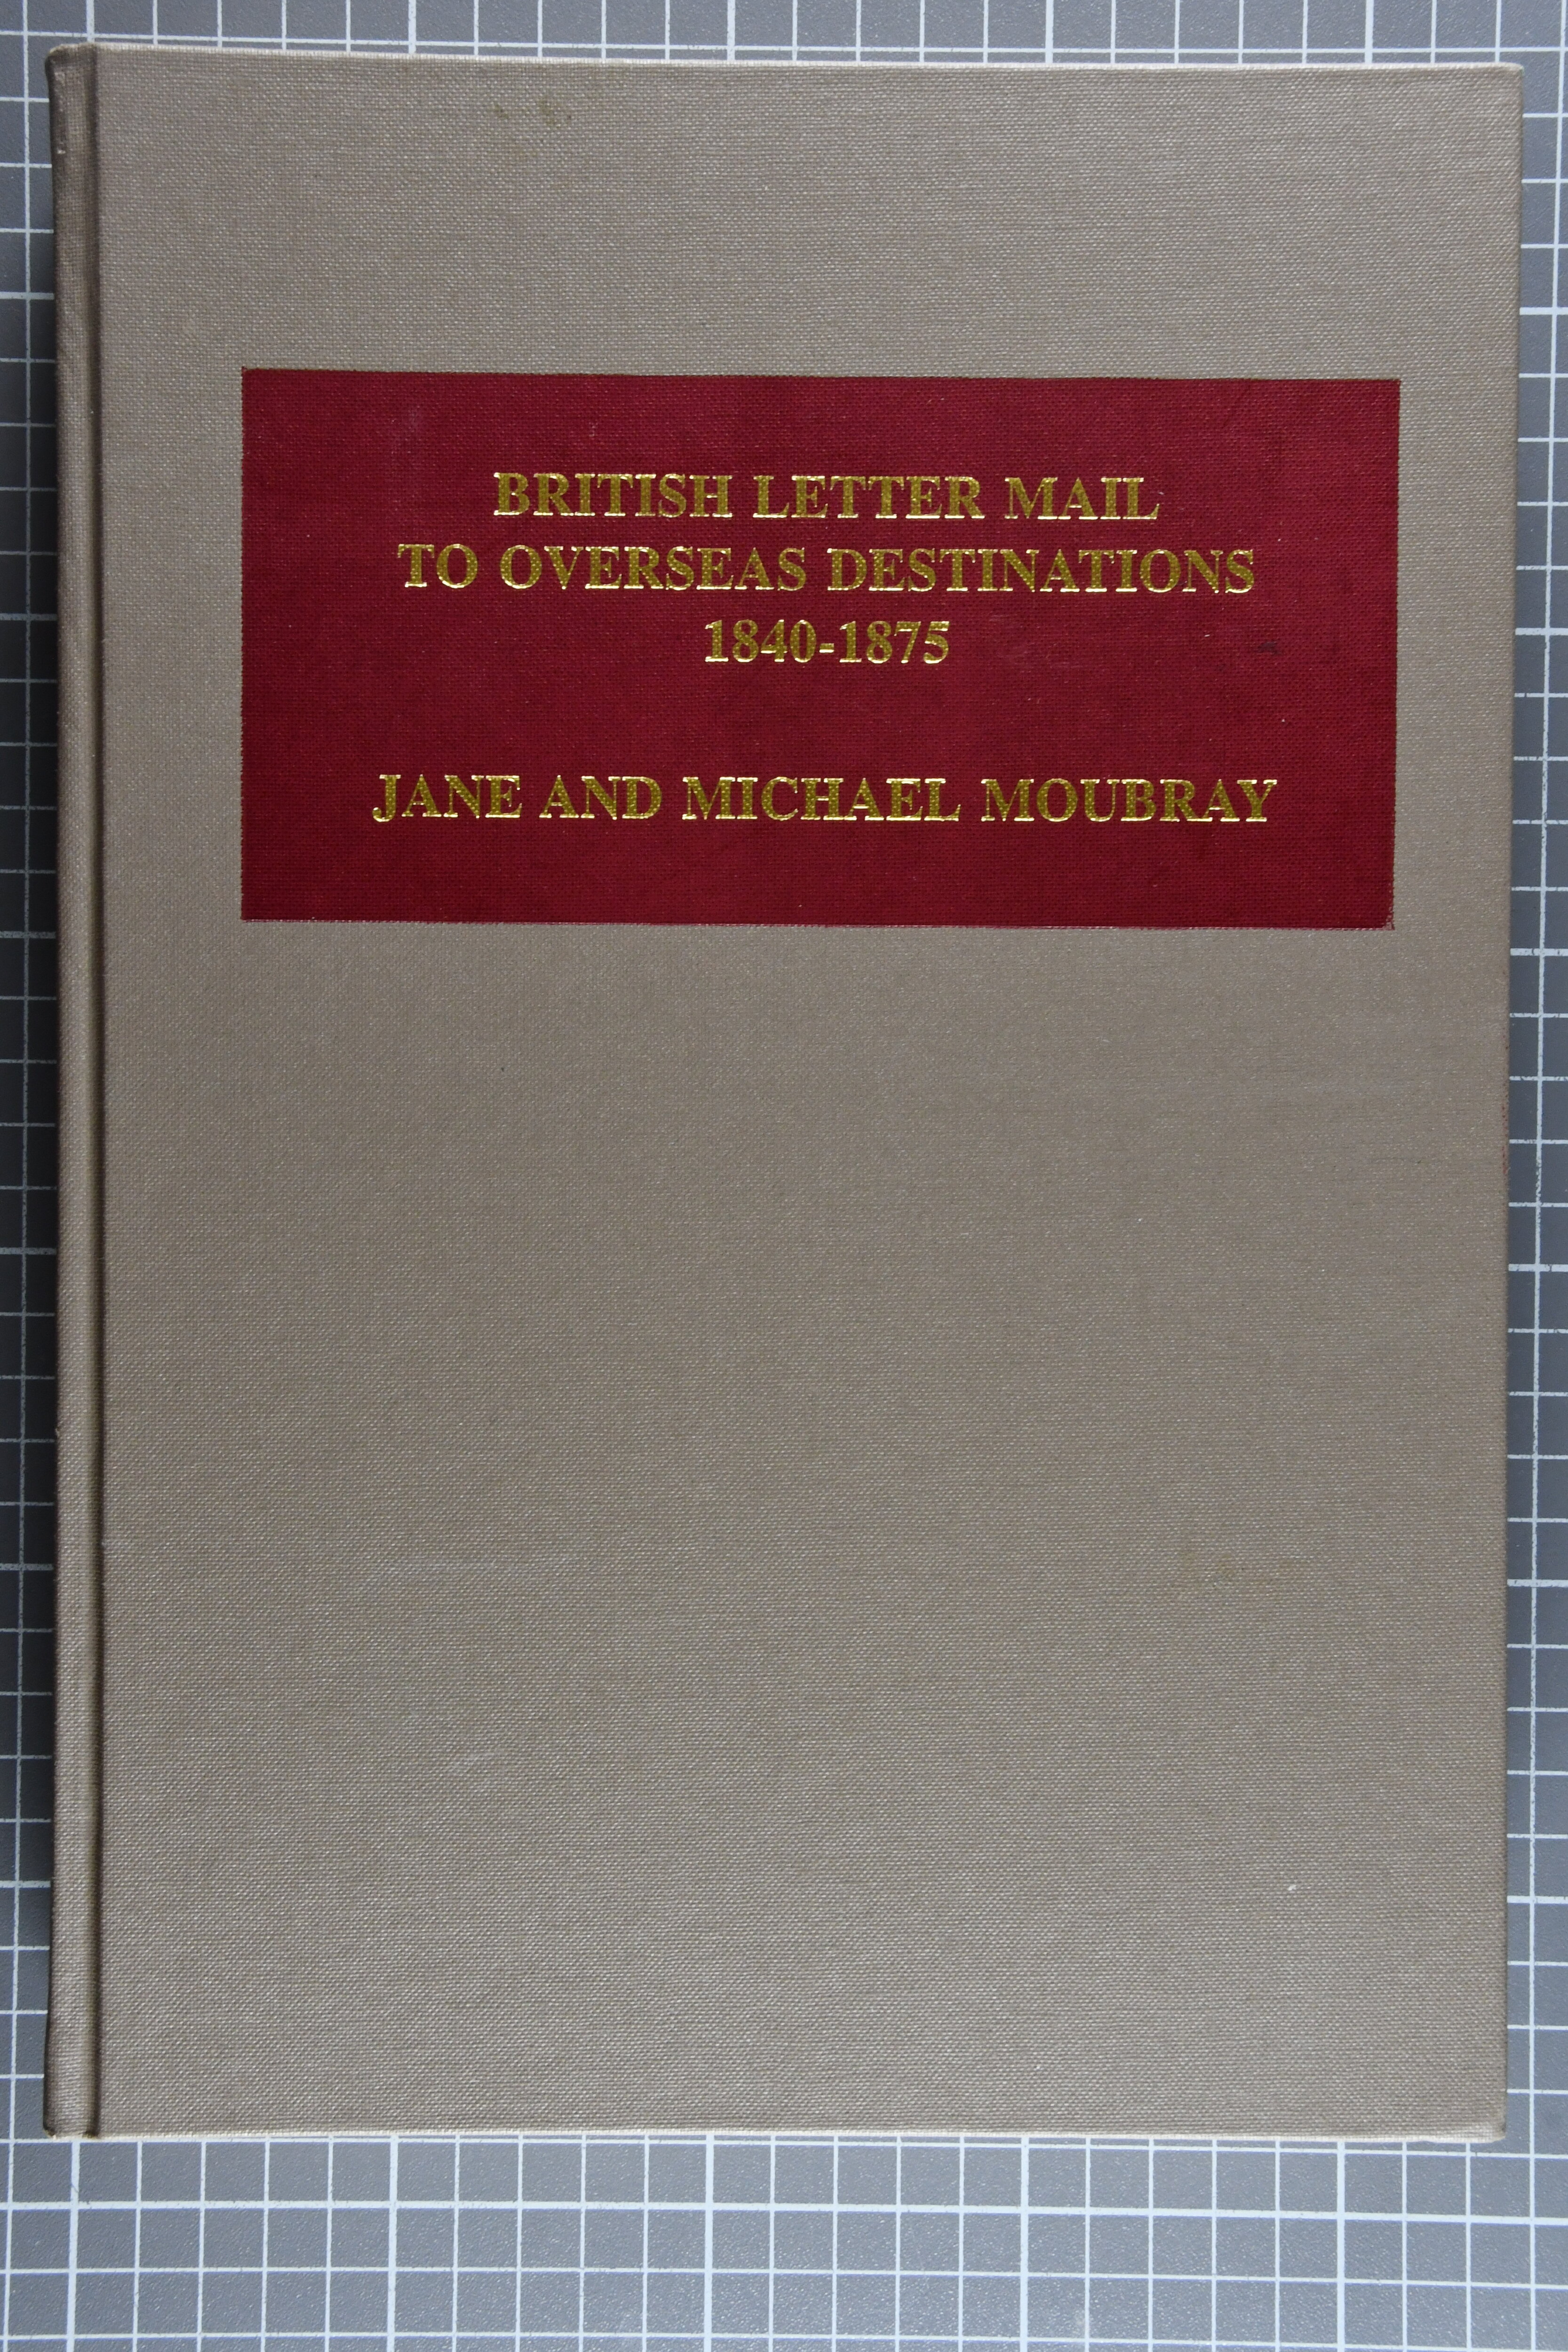 BRITISH LETTER MAIL
TO OVERSEAS DESTINATIONS
1840-1875
JANE AND MICHAEL MOUBRAY